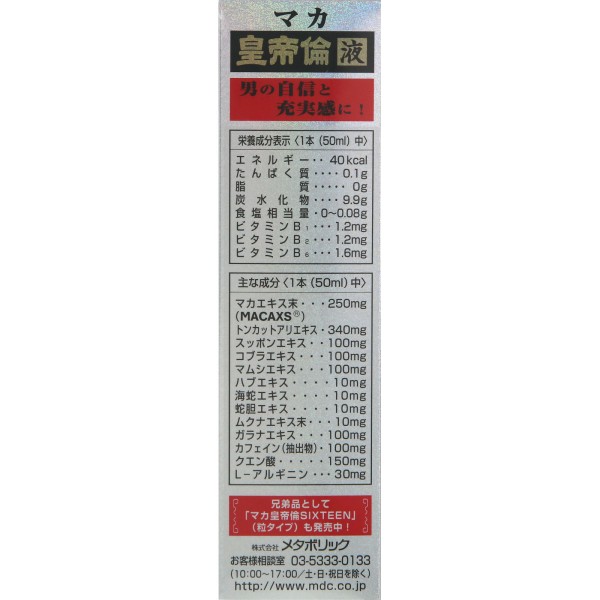 マカ
皇帝倫液
男の自信と
充実感に！
栄養成分表示〈1本（50ml）中〉
エネルギー‥40kcal
たんぱく質‥‥0.1g
脂質‥‥‥0g
炭水化物‥‥9.9g
食塩相当量・0~0.08g
ビタミンB1‥‥1.2mg
ビタミンB2‥‥1.2mg
ビタミンB6‥‥1.6mg
主な成分〈1本（50ml）中〉
マカエキス末・・・250mg
(MACAXS®)
トンカットアリエキス・340mg
スッポンエキス・・100mg
コブラエキス・・・100mg
マムシエキス・・・100mg
ハブエキス・・・・10mg
海蛇エキス・・・・10mg
蛇胆エキス・・・・10mg
ムクナエキス末・・10mg
ガラナエキス・・・100mg
カフェイン（抽出物）・100mg
クエン酸・・・・・150mg
L－アルギニン・・・30mg
兄弟品として
「マカ皇帝倫SIXTEEN」
（粒タイプ）も発売中！
株式会社メタボリック
お客様相談室 03-5333-0133
(10:00~17:00／土・日・祝日を除く)
http://www.mdc.co.jp